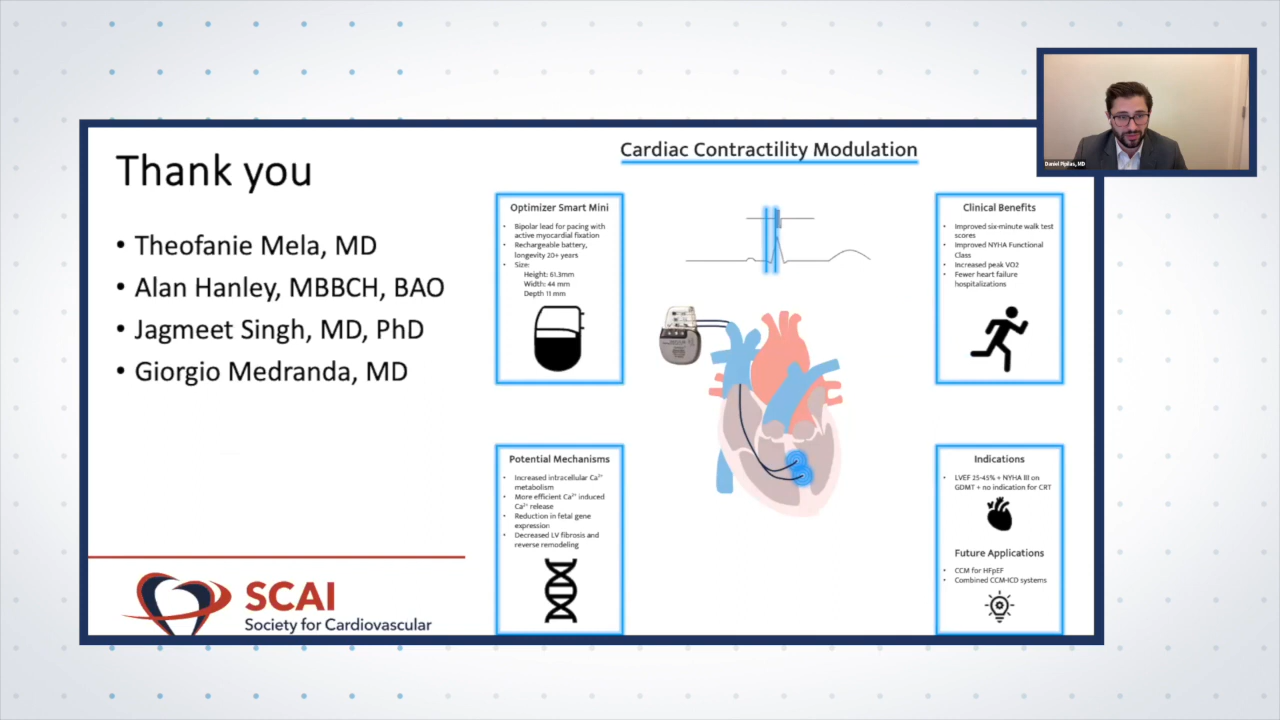 Thank you
• Theofanie Mela, MD
• Alan Hanley, MBBCH, BAO
• Jagmeet Singh, MD, PhD
• Giorgio Medranda, MD
SCAI
Society for Cardiovascular
Cardiac Contractility Modulation
Optimizer Smart Mini
• Bipolar lead for pacing with
active myocardial fixation
• Rechargeable battery,
longevity 20+ years
• Size:
Height: 61.3mm
Width: 44 mm
Depth 11 mm
Potential Mechanisms
• Increased intracellular Ca²⁺
metabolism
• More efficient Ca²⁺ induced
Ca²⁺ release
• Reduction in fetal gene
expression
• Decreased LV fibrosis and
reverse remodeling
Clinical Benefits
• Improved six-minute walk test
scores
• Improved NYHA Functional
Class
• Increased peak VO2
• Fewer heart failure
hospitalizations
Indications
• LVEF 25-45% + NYHA III on
GDMT + no indication for CRT
Future Applications
• CCM for HFpEF
• Combined CCM-ICD systems
Daniel Pipilas, MD